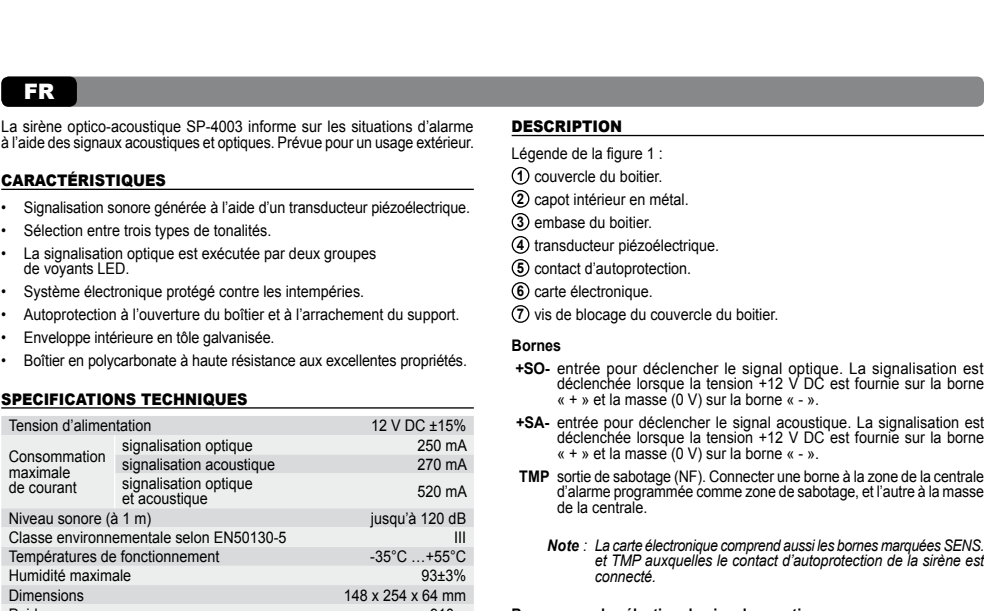 FR
La sirène optico-acoustique SP-4003 informe sur les situations d’alarme
à l’aide des signaux acoustiques et optiques. Prévue pour un usage extérieur.
CARACTÉRISTIQUES
• Signalisation sonore générée à l’aide d’un transducteur piézoélectrique.
• Sélection entre trois types de tonalités.
• La signalisation optique est exécutée par deux groupes
de voyants LED.
• Système électronique protégé contre les intempéries.
• Autoprotection à l’ouverture du boîtier et à l’arrachement du support.
• Enveloppe intérieure en tôle galvanisée.
• Boîtier en polycarbonate à haute résistance aux excellentes propriétés.
SPECIFICATIONS TECHNIQUES
Tension d’alimentation 12 V DC ±15%
Consommation maximale de courant
signalisation optique 250 mA
signalisation acoustique 270 mA
signalisation optique
et acoustique 520 mA
Niveau sonore (à 1 m) jusqu’à 120 dB
Classe environnementale selon EN50130-5 III
Températures de fonctionnement -35°C …+55°C
Humidité maximale 93±3%
Dimensions 148 x 254 x 64 mm
DESCRIPTION
Légende de la figure 1 :
① couvercle du boitier.
② capot intérieur en métal.
③ embase du boitier.
④ transducteur piézoélectrique.
⑤ contact d’autoprotection.
⑥ carte électronique.
⑦ vis de blocage du couvercle du boitier.
Bornes
+SO- entrée pour déclencher le signal optique. La signalisation est
déclenchée lorsque la tension +12 V DC est fournie sur la borne
« + » et la masse (0 V) sur la borne « - ».
+SA- entrée pour déclencher le signal acoustique. La signalisation est
déclenchée lorsque la tension +12 V DC est fournie sur la borne
« + » et la masse (0 V) sur la borne « - ».
TMP sortie de sabotage (NF). Connecter une borne à la zone de la centrale
d’alarme programmée comme zone de sabotage, et l’autre à la masse
de la centrale.
Note : La carte électronique comprend aussi les bornes marquées SENS.
et TMP auxquelles le contact d’autoprotection de la sirène est
connecté.